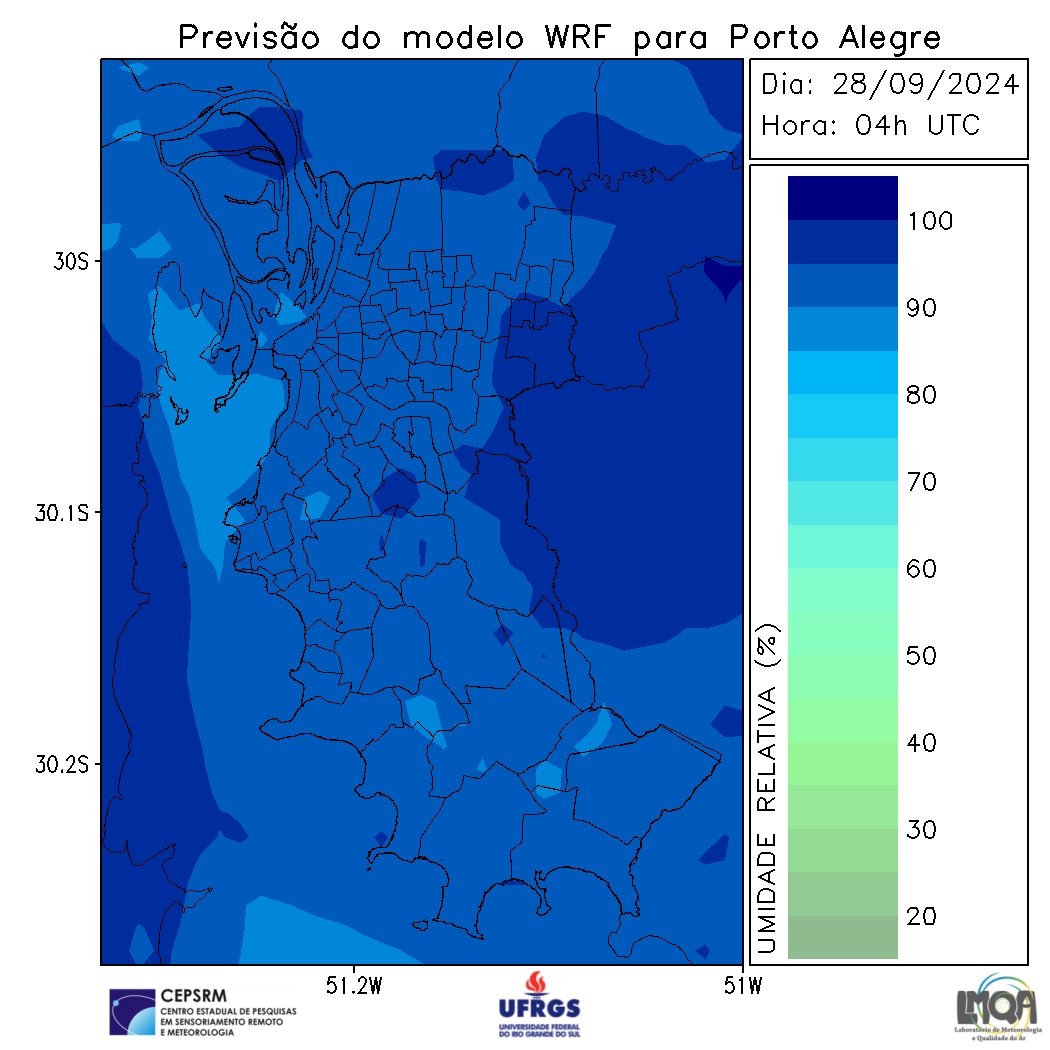 Previsão do modelo WRF para Porto Alegre
Dia: 28/09/2024
Hora: 04h UTC
30S
30.1S
30.2S
51.2W
51W
UMIDADE RELATIVA (%)
100
90
80
70
60
50
40
30
20
CEPSRM
CENTRO ESTADUAL DE PESQUISAS
EM SENSORIAMENTO REMOTO
E METEOROLOGIA
UFRGS
UNIVERSIDADE FEDERAL
DO RIO GRANDE DO SUL
LMQA
Laboratório de Meteorologia
e Qualidade do Ar